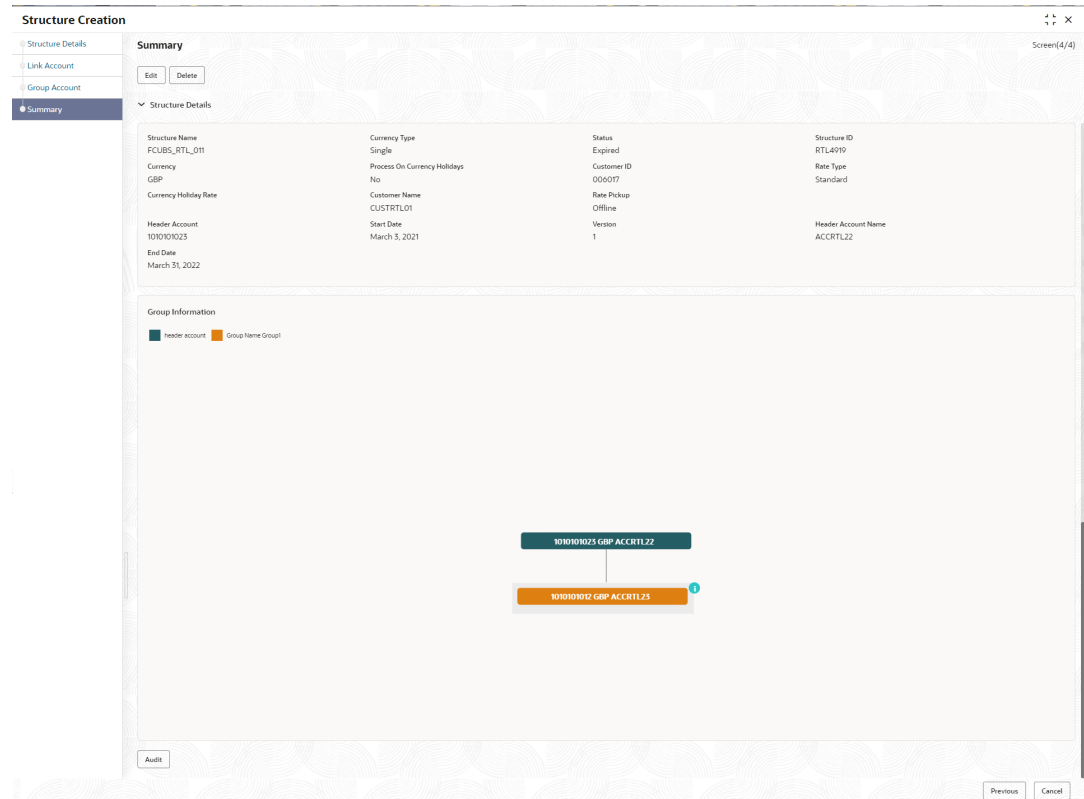 Structure Creation
Structure Details
Link Account
Group Account
Summary
Summary
Screen(4/4)
Edit Delete
Structure Details
Structure Name Currency Type Status Structure ID
FCUBS_RTL_011 Single Expired RTL4919
Currency Process On Currency Holidays Customer ID Rate Type
GBP No 006017 Standard
Currency Holiday Rate Customer Name Rate Pickup
CUSTRTL01 Offline
Header Account Start Date Version Header Account Name
1010101023 March 3, 2021 1 ACCRTL22
End Date
March 31, 2022
Group Information
header account Group Name Group1
1010101023 GBP ACCRTL22
1010101012 GBP ACCRTL23
i
Audit
Previous Cancel